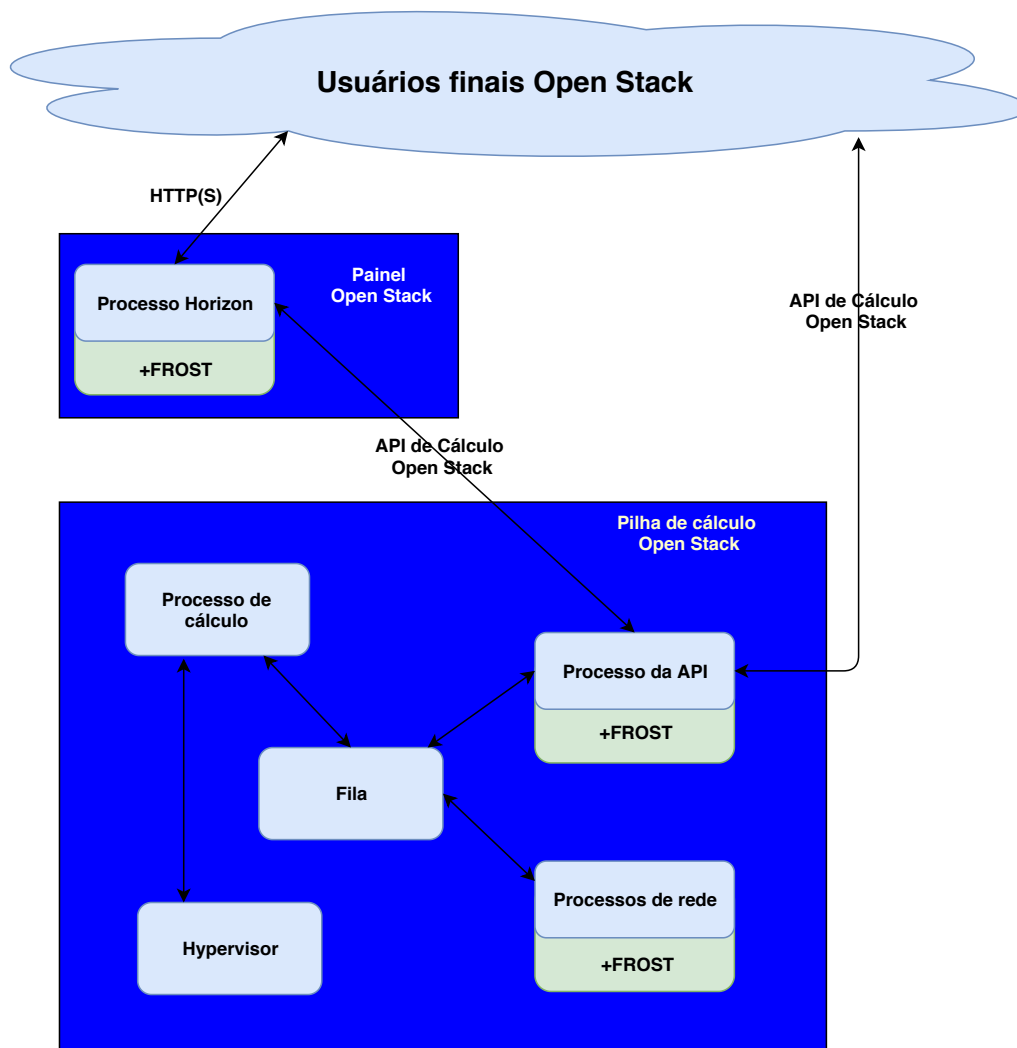 Usuários finais Open Stack
HTTP(S)
Painel
Open Stack
Processo Horizon
+FROST
API de Cálculo
Open Stack
API de Cálculo
Open Stack
Pilha de cálculo
Open Stack
Processo de
cálculo
Processo da API
+FROST
Fila
Processos de rede
+FROST
Hypervisor